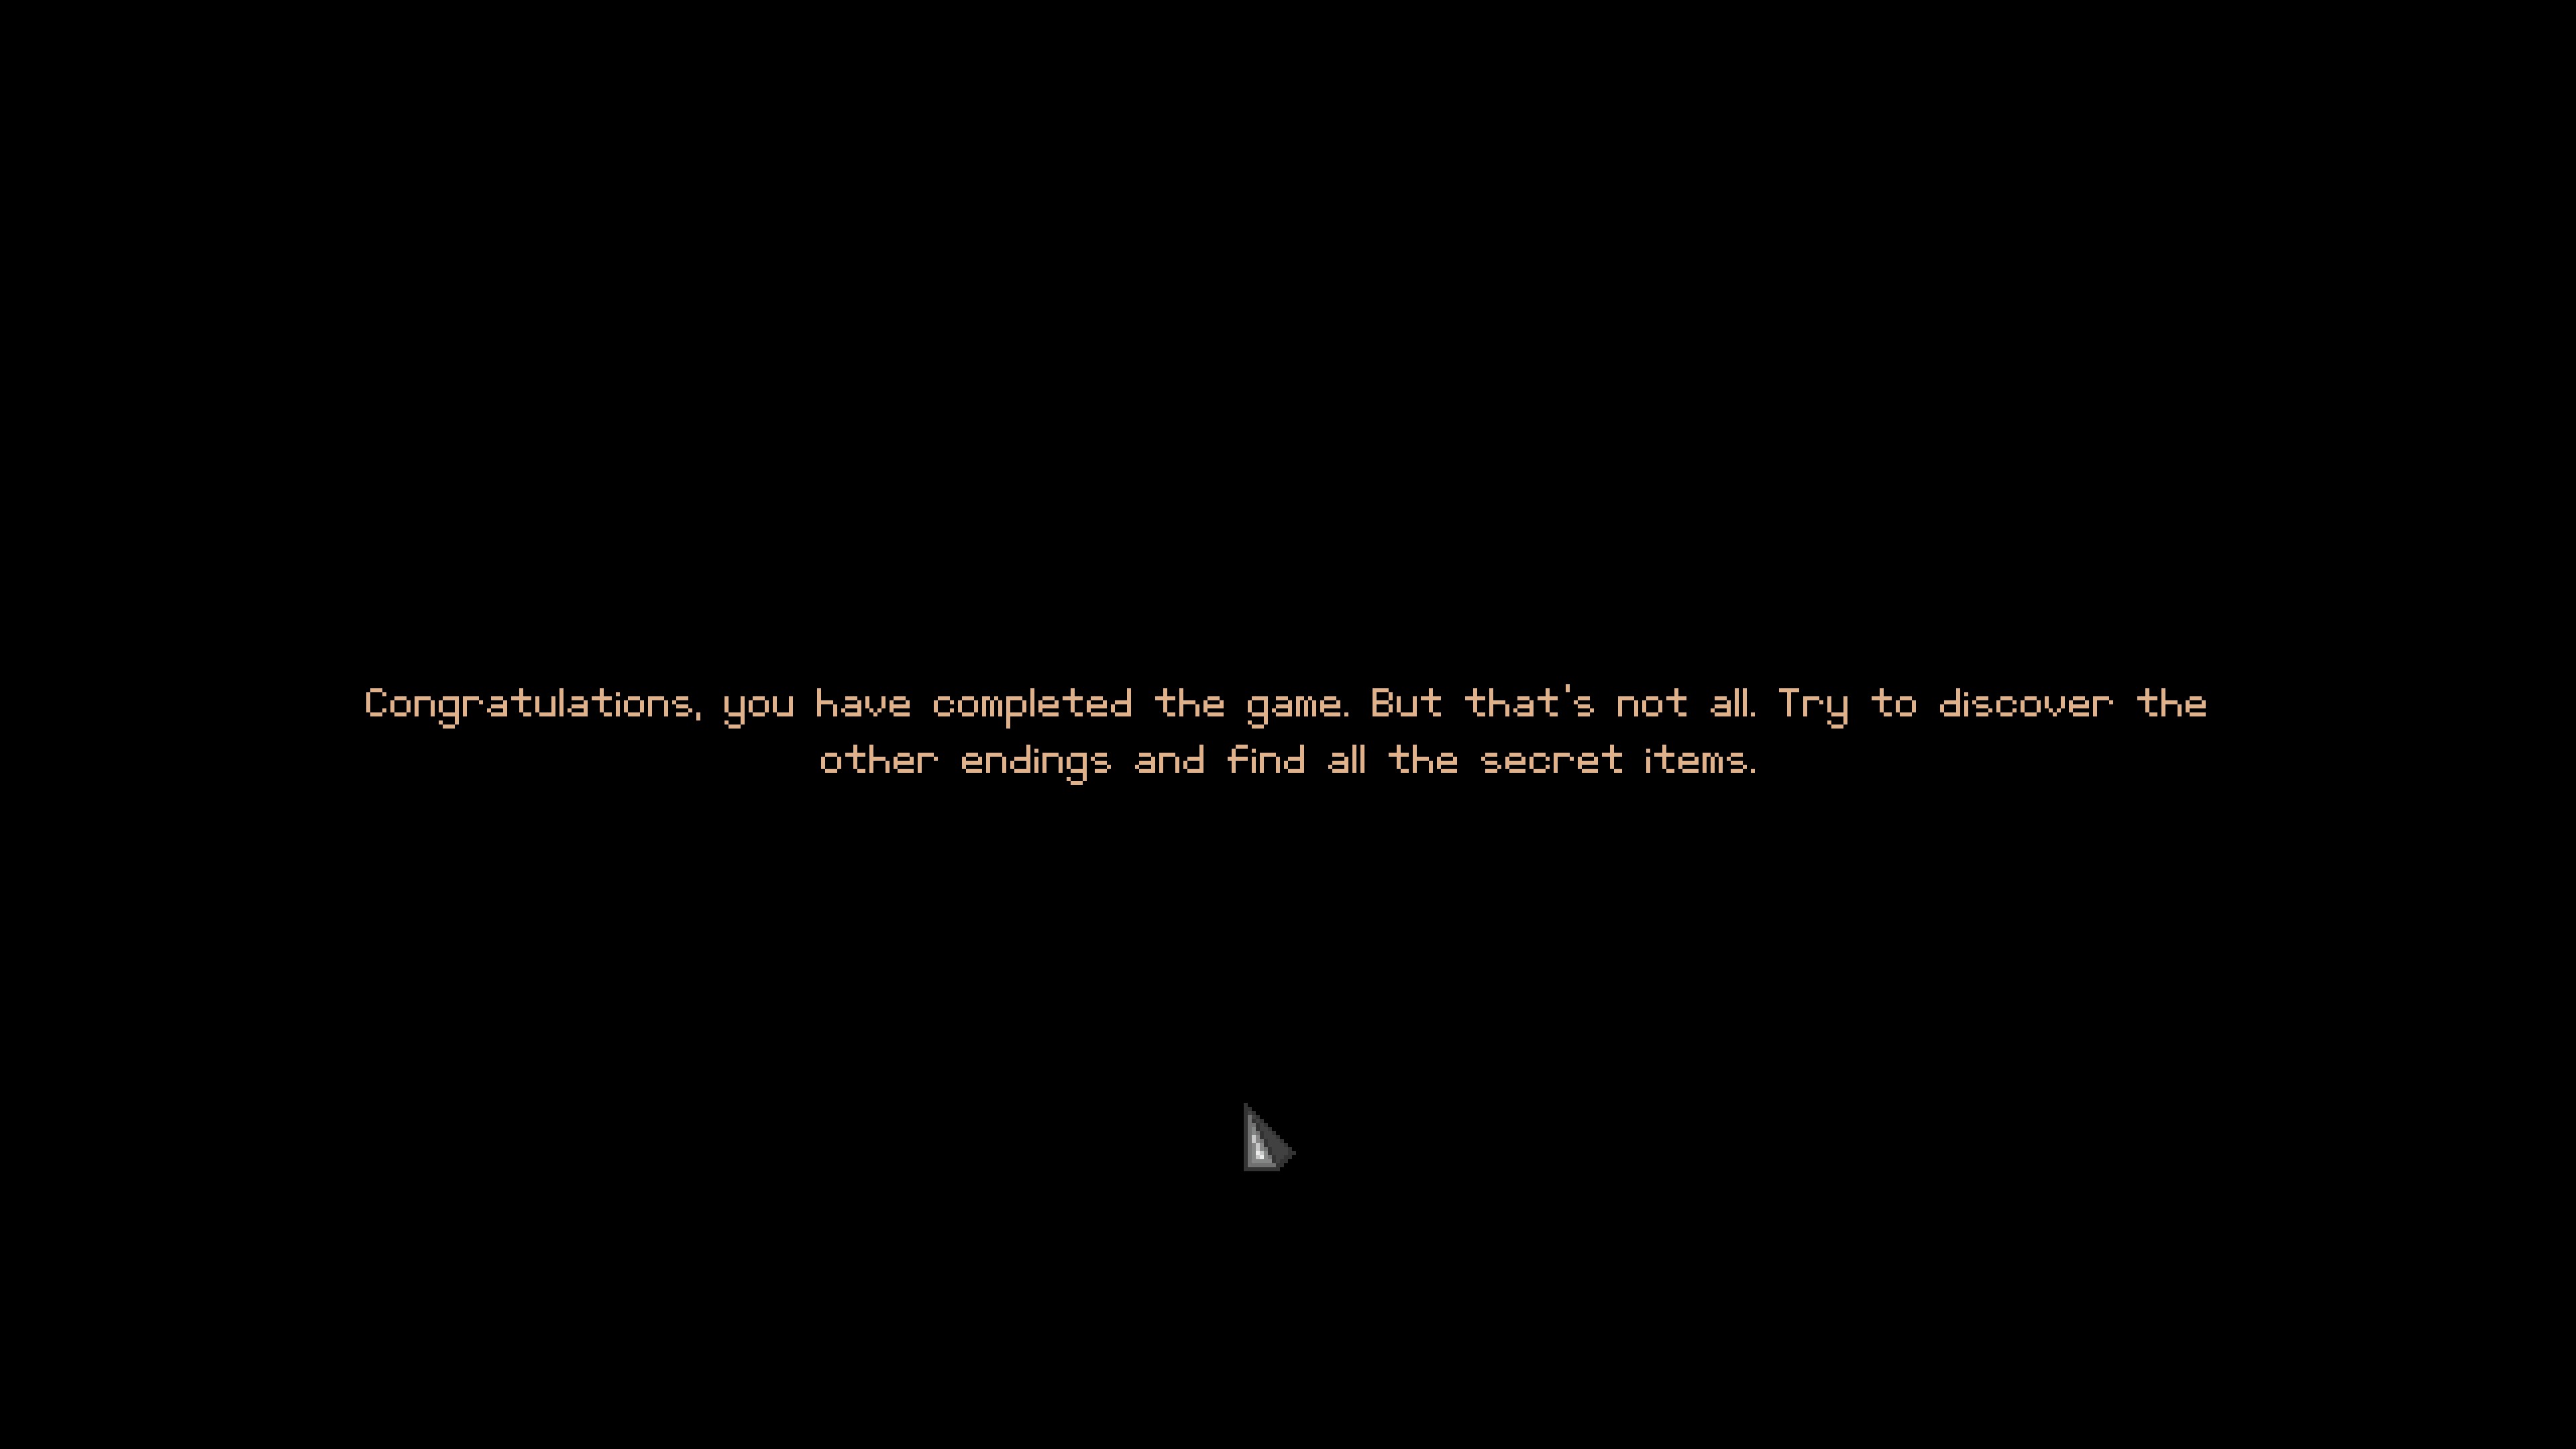 Congratulations, you have completed the game. But that's not all. Try to discover the
other endings and find all the secret items.